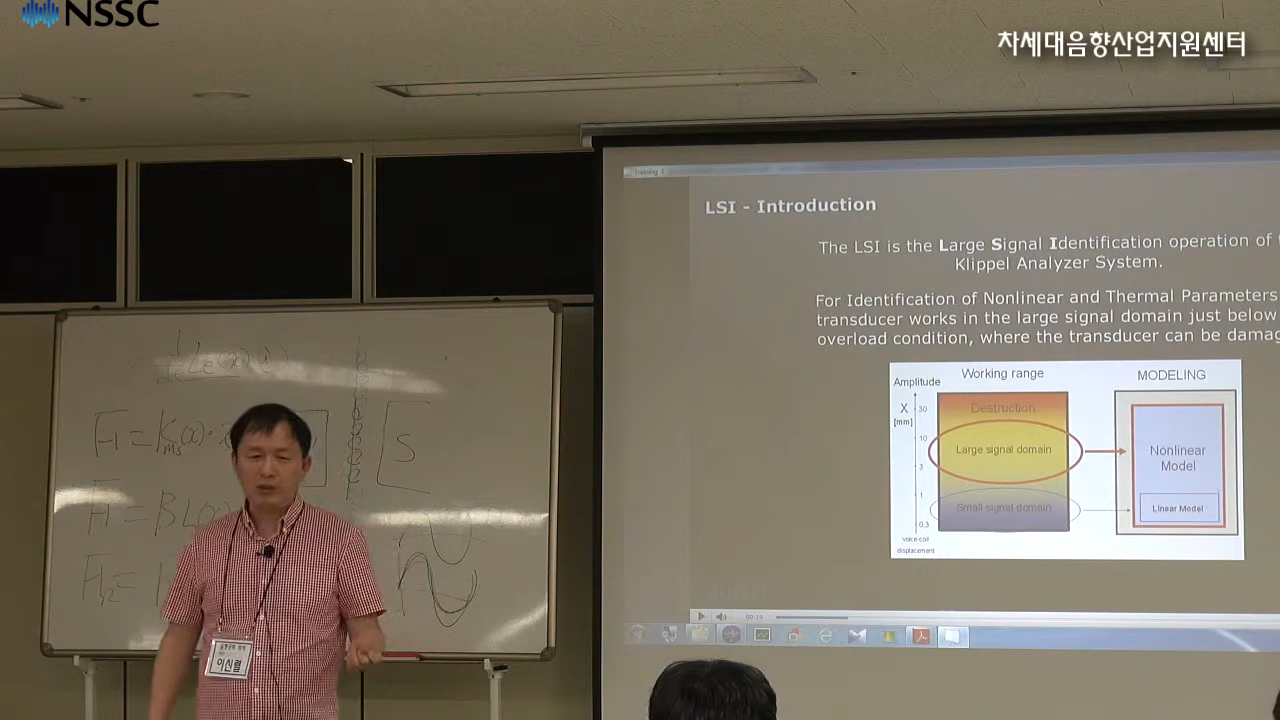 NSSC
차세대음향산업지원센터
Training 3
LSI - Introduction
The LSI is the Large Signal Identification operation of
Klippel Analyzer System.
For Identification of Nonlinear and Thermal Parameters
transducer works in the large signal domain just below
overload condition, where the transducer can be
Working range
MODELING
Amplitude
X
[mm]
30
10
3
1
0.3
voice-coil
displacement
Destruction
Large signal domain
Small signal domain
Nonlinear
Model
Linear Model
00:19
S
이신렬